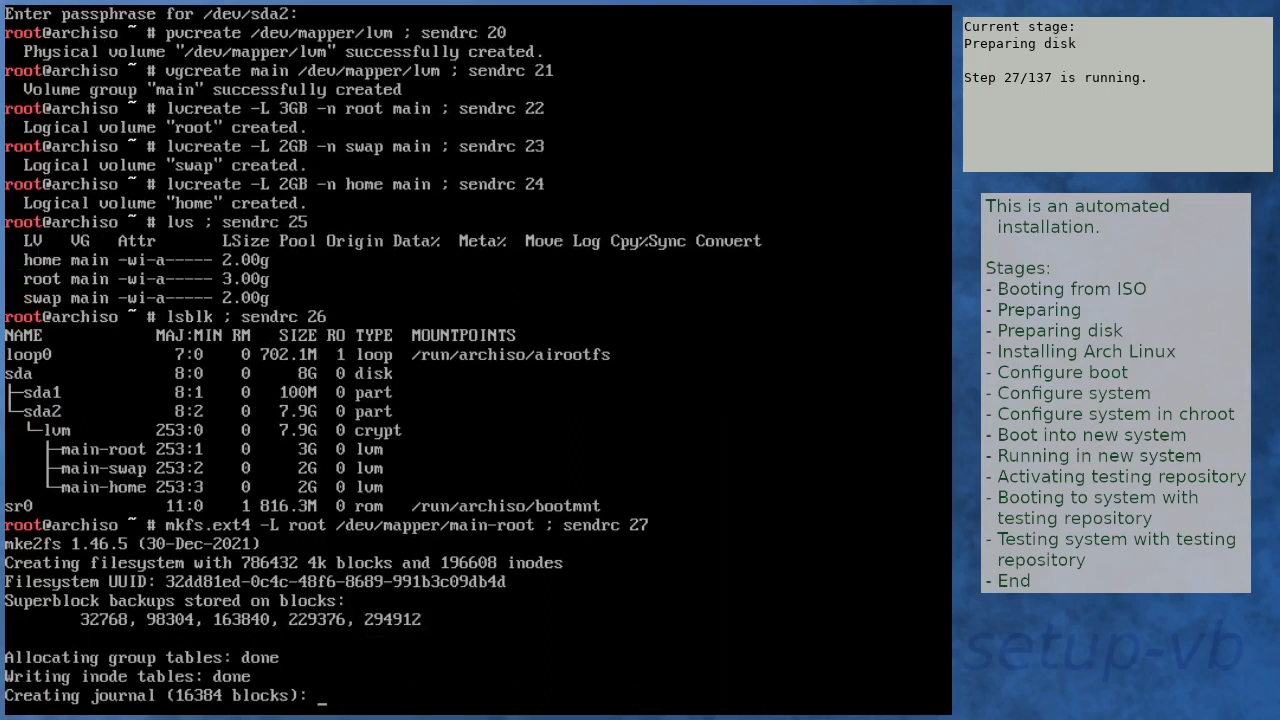 Enter passphrase for /dev/sda2:
root@archiso ~ # pvcreate /dev/mapper/lvm ; sendrc 20
  Physical volume "/dev/mapper/lvm" successfully created.
root@archiso ~ # vgcreate main /dev/mapper/lvm ; sendrc 21
  Volume group "main" successfully created
root@archiso ~ # lvcreate -L 3GB -n root main ; sendrc 22
  Logical volume "root" created.
root@archiso ~ # lvcreate -L 2GB -n swap main ; sendrc 23
  Logical volume "swap" created.
root@archiso ~ # lvcreate -L 2GB -n home main ; sendrc 24
  Logical volume "home" created.
root@archiso ~ # lvs ; sendrc 25
  LV   VG   Attr       LSize Pool Origin Data%  Meta%  Move Log Cpy%Sync Convert
  home main -wi-a----- 2.00g
  root main -wi-a----- 3.00g
  swap main -wi-a----- 2.00g
root@archiso ~ # lsblk ; sendrc 26
NAME            MAJ:MIN RM   SIZE RO TYPE  MOUNTPOINTS
loop0             7:0    0 702.1M  1 loop  /run/archiso/airootfs
sda               8:0    0     8G  0 disk
├─sda1            8:1    0   100M  0 part
└─sda2            8:2    0   7.9G  0 part
  └─lvm         253:0    0   7.9G  0 crypt
    ├─main-root 253:1    0     3G  0 lvm
    ├─main-swap 253:2    0     2G  0 lvm
    └─main-home 253:3    0     2G  0 lvm
sr0              11:0    1 816.3M  0 rom   /run/archiso/bootmnt
root@archiso ~ # mkfs.ext4 -L root /dev/mapper/main-root ; sendrc 27
mke2fs 1.46.5 (30-Dec-2021)
Creating filesystem with 786432 4k blocks and 196608 inodes
Filesystem UUID: 32dd81ed-0c4c-48f6-8689-991b3c09db4d
Superblock backups stored on blocks:
        32768, 98304, 163840, 229376, 294912
Allocating group tables: done
Writing inode tables: done
Creating journal (16384 blocks): _
Current stage:
Preparing disk
Step 27/137 is running.
This is an automated
installation.
Stages:
- Booting from ISO
- Preparing
- Preparing disk
- Installing Arch Linux
- Configure boot
- Configure system
- Configure system in chroot
- Boot into new system
- Running in new system
- Activating testing repository
- Booting to system with
testing repository
- Testing system with testing
repository
- End
setup-vb